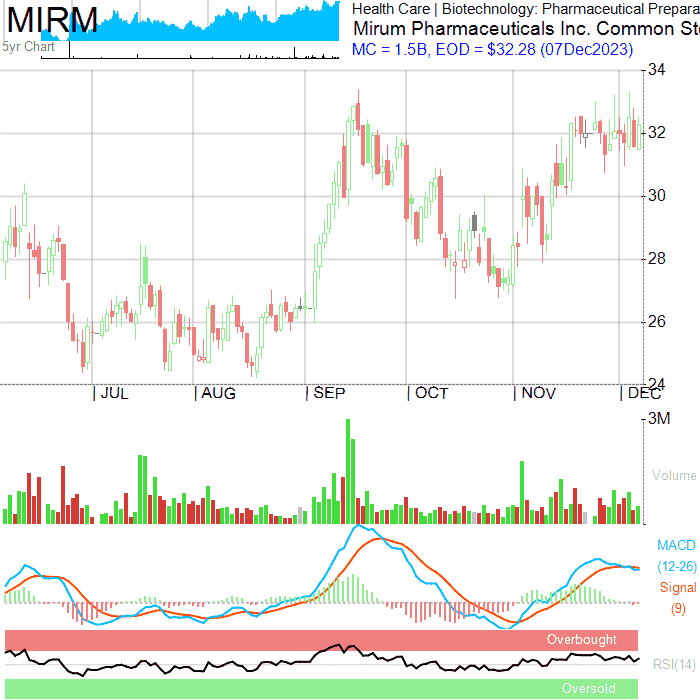 MIRM
5yr Chart
Health Care | Biotechnology: Pharmaceutical Prepara
Mirum Pharmaceuticals Inc. Common Sto
MC = 1.5B, EOD = $32.28 (07Dec2023)
34
32
30
28
26
24
| JUL | AUG | SEP | OCT | NOV | DEC
3M
Volume
MACD
(12-26)
Signal
(9)
Overbought
RSI(14)
Oversold